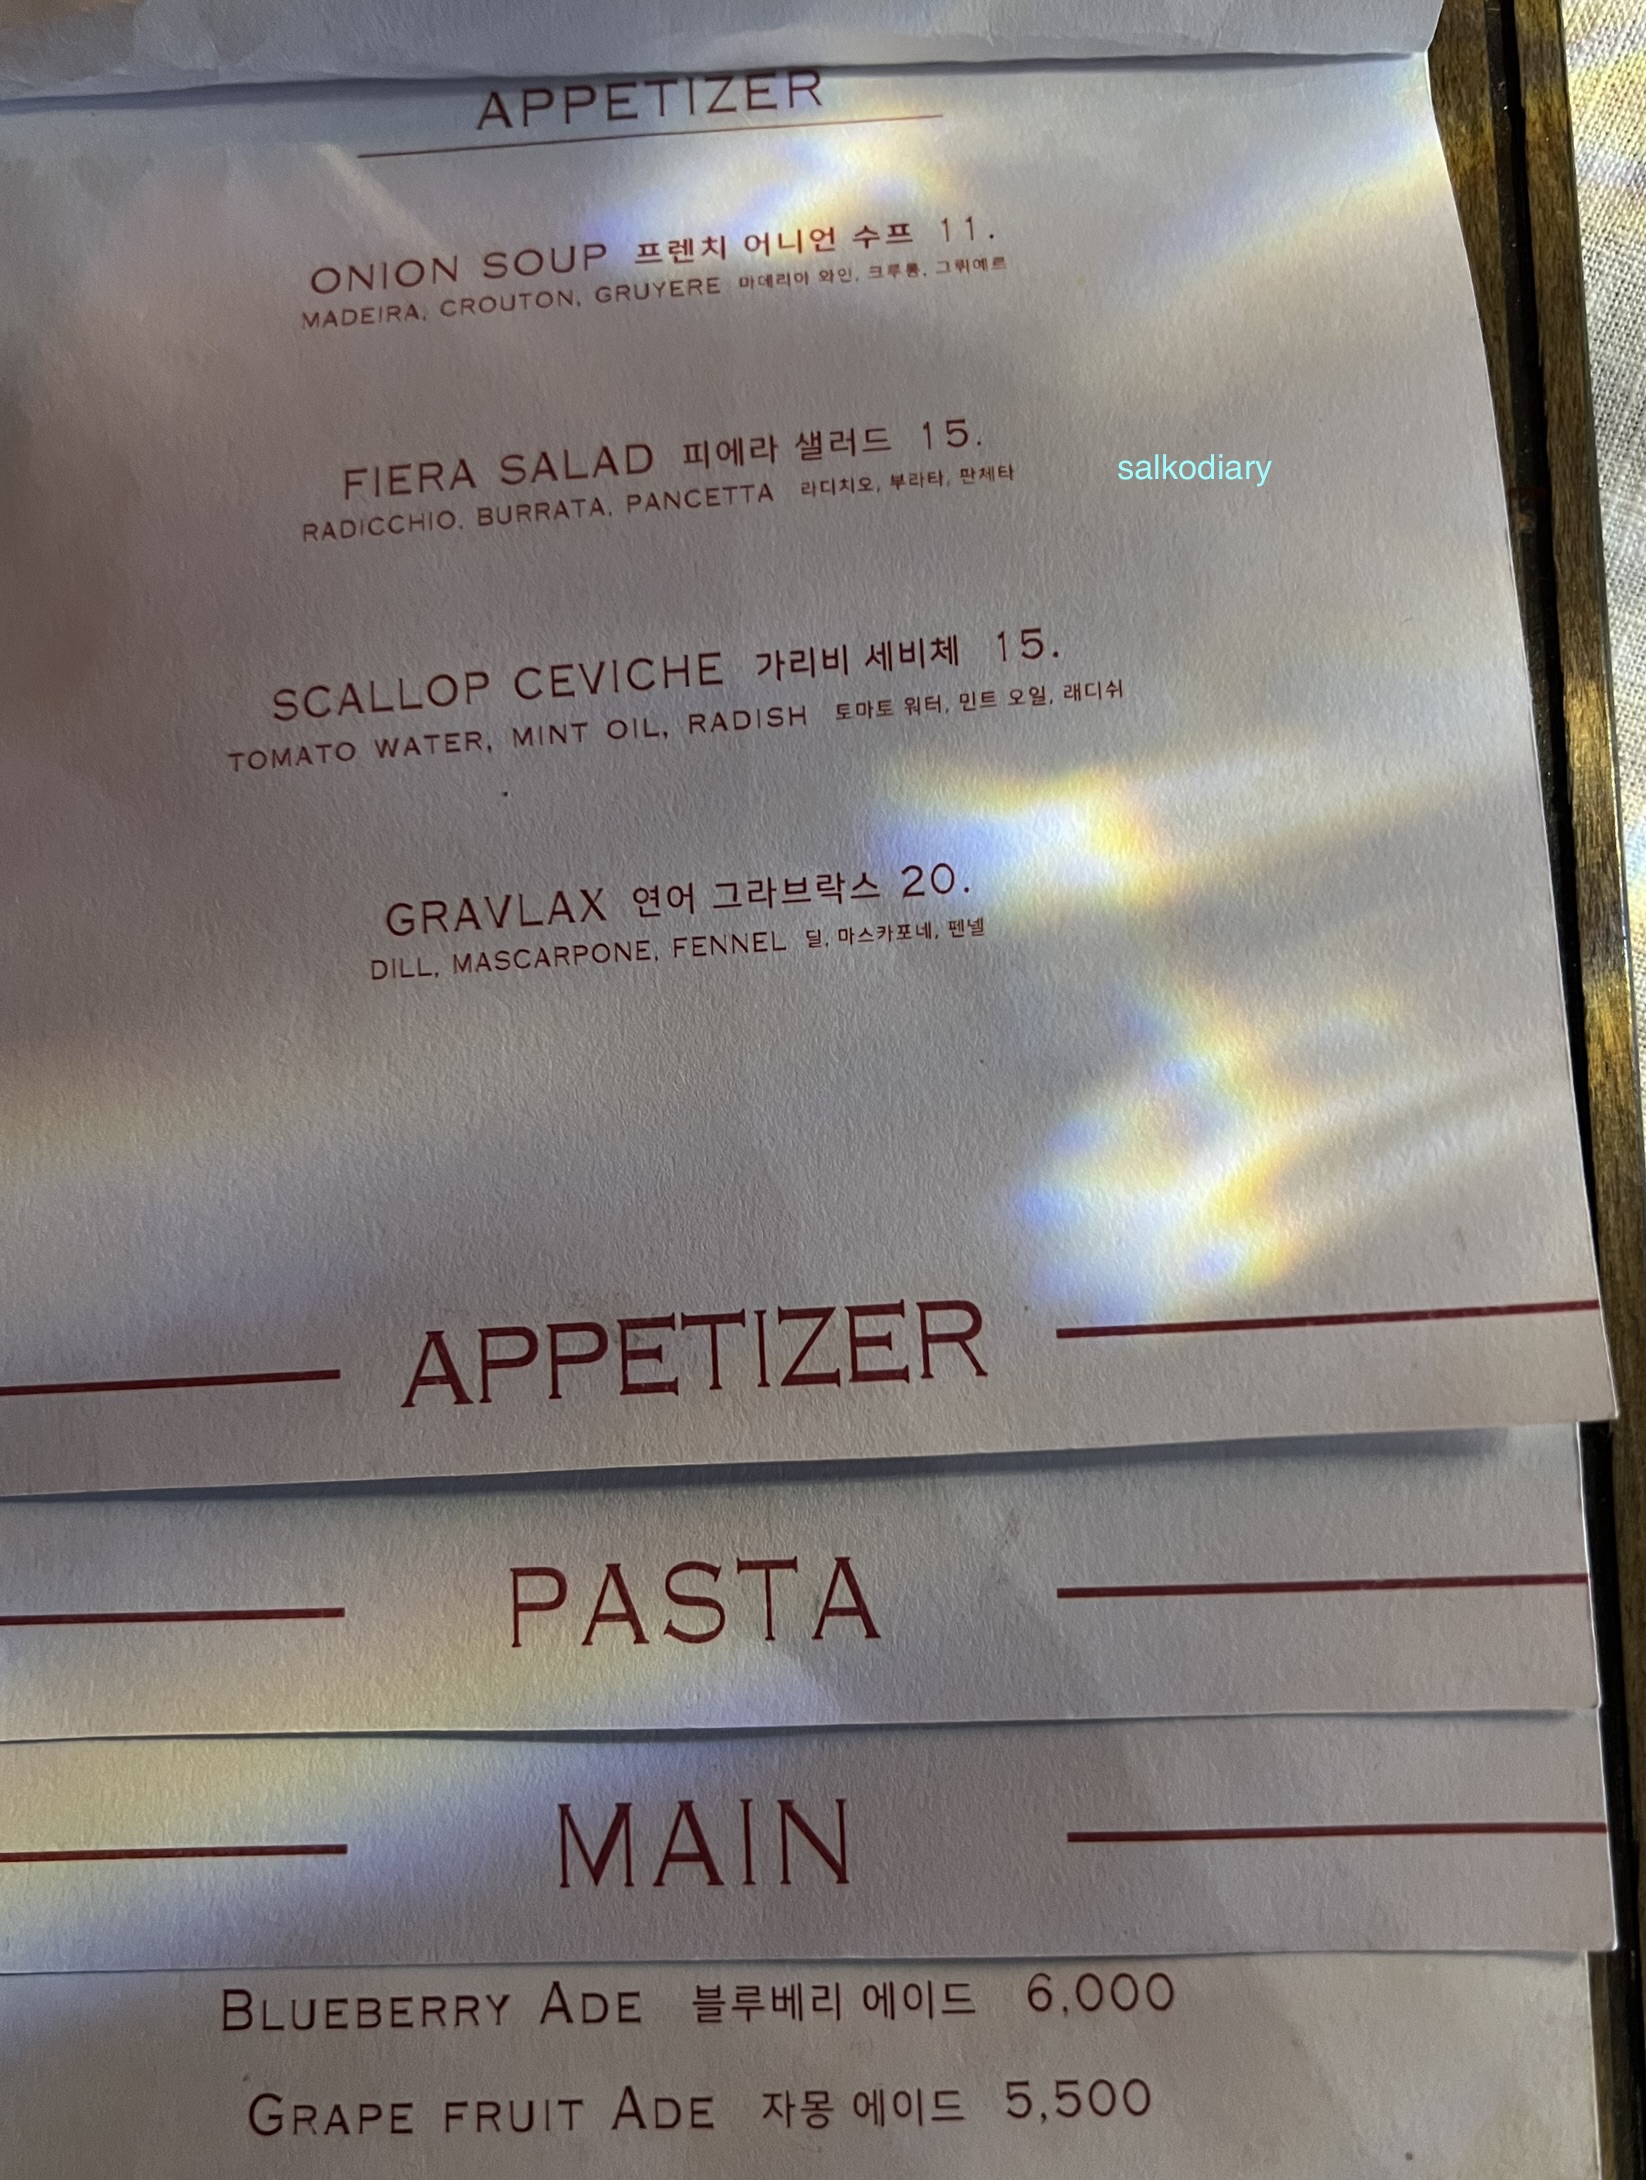 APPETIZER
ONION SOUP 프렌치 어니언 수프 11.
MADEIRA, CROUTON, GRUYERE 마데리아 와인, 크루통, 그뤼예르
FIERA SALAD 피에라 샐러드 15.
RADICCHIO, BURRATA, PANCETTA 라디치오, 부라타, 판체타
salkodiary
SCALLOP CEVICHE 가리비 세비체 15.
TOMATO WATER, MINT OIL, RADISH 토마토 워터, 민트 오일, 래디쉬
GRAVLAX 연어 그라브락스 20.
DILL, MASCARPONE, FENNEL 딜, 마스카포네, 펜넬
APPETIZER
PASTA
MAIN
BLUEBERRY ADE 블루베리 에이드 6,000
GRAPE FRUIT ADE 자몽 에이드 5,500